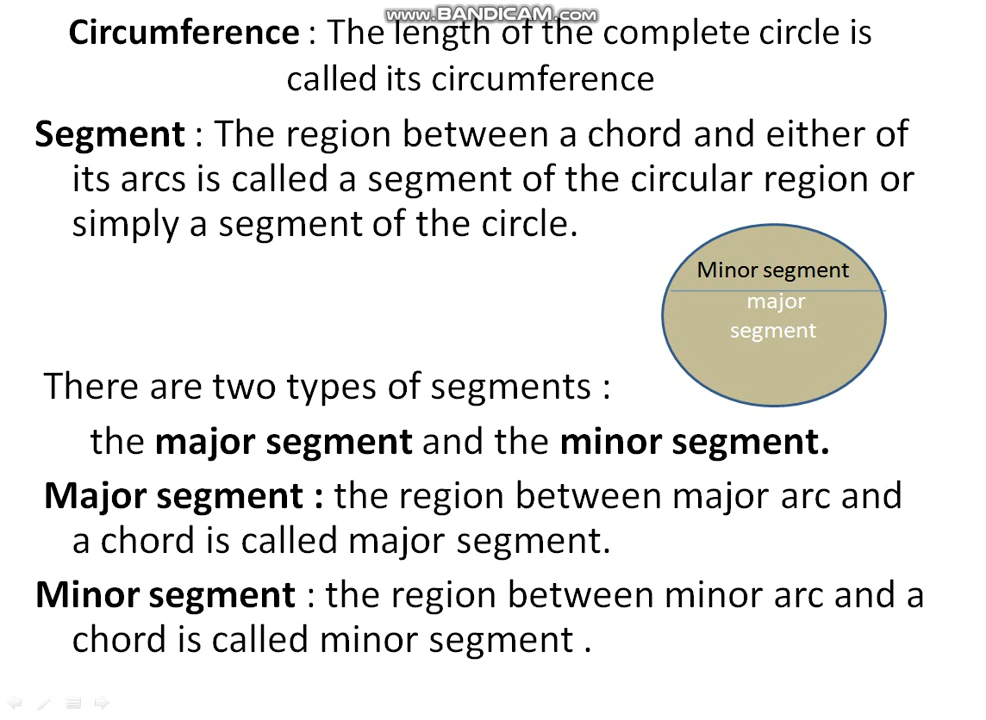 www.BANDICAM.com
Circumference : The length of the complete circle is
called its circumference
Segment : The region between a chord and either of
its arcs is called a segment of the circular region or
simply a segment of the circle.
Minor segment
major
segment
There are two types of segments :
the major segment and the minor segment.
Major segment : the region between major arc and
a chord is called major segment.
Minor segment : the region between minor arc and a
chord is called minor segment .